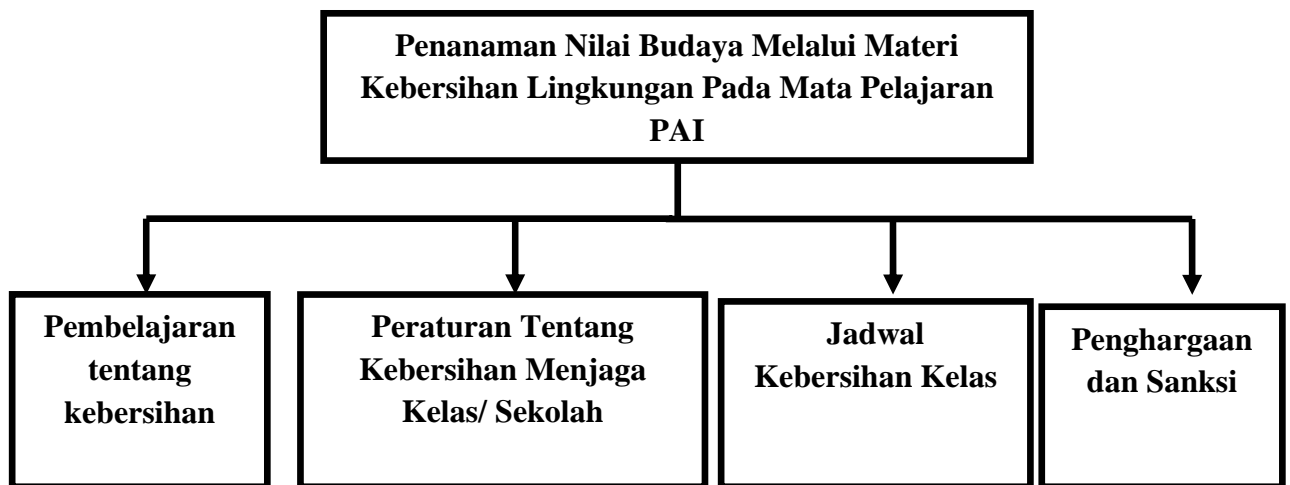 Penanaman Nilai Budaya Melalui Materi
Kebersihan Lingkungan Pada Mata Pelajaran
PAI
Pembelajaran
tentang
kebersihan
Peraturan Tentang
Kebersihan Menjaga
Kelas/ Sekolah
Jadwal
Kebersihan Kelas
Penghargaan
dan Sanksi